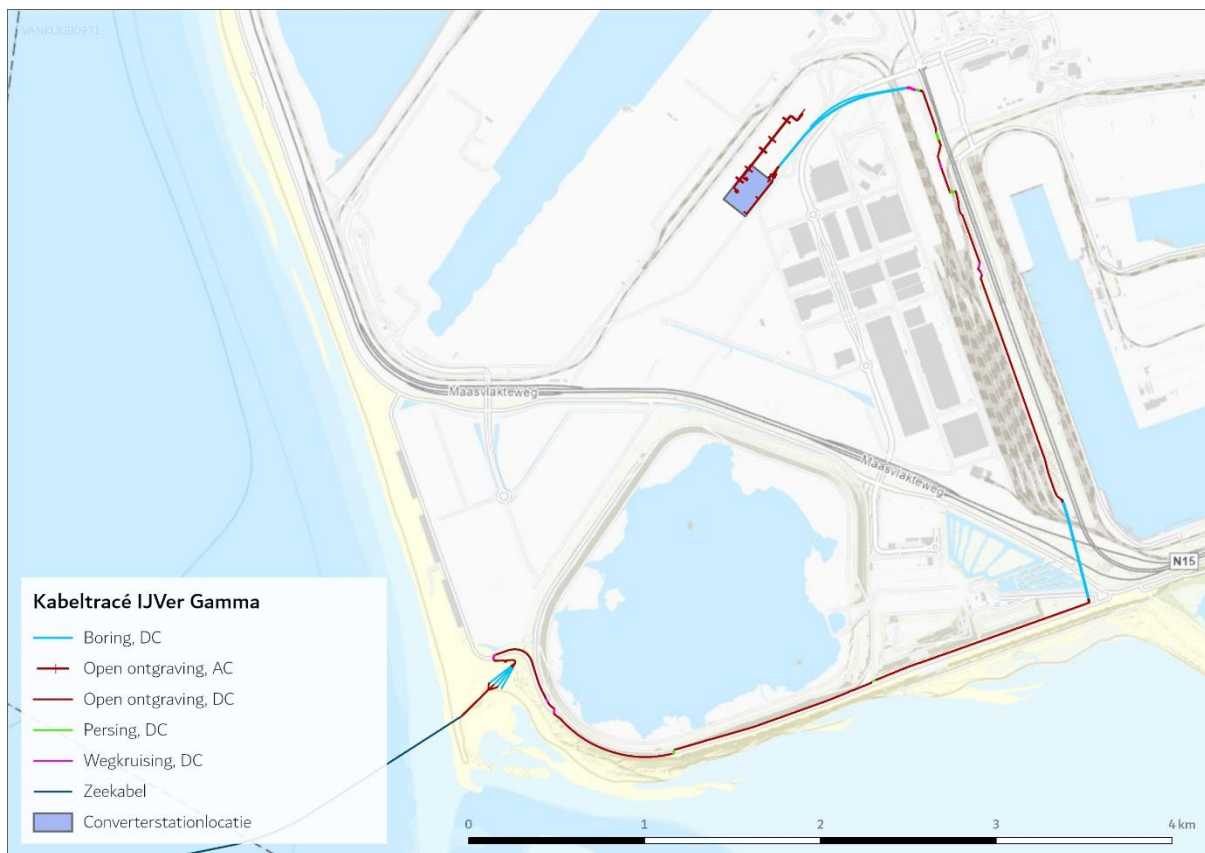 VANKUUB0971
Maasvlakteweg
Maasvlakteweg
N15
Kabeltracé IJVer Gamma
Boring, DC
Open ontgraving, AC
Open ontgraving, DC
Persing, DC
Wegkruising, DC
Zeekabel
Converterstationlocatie
0 1 2 3 4 km